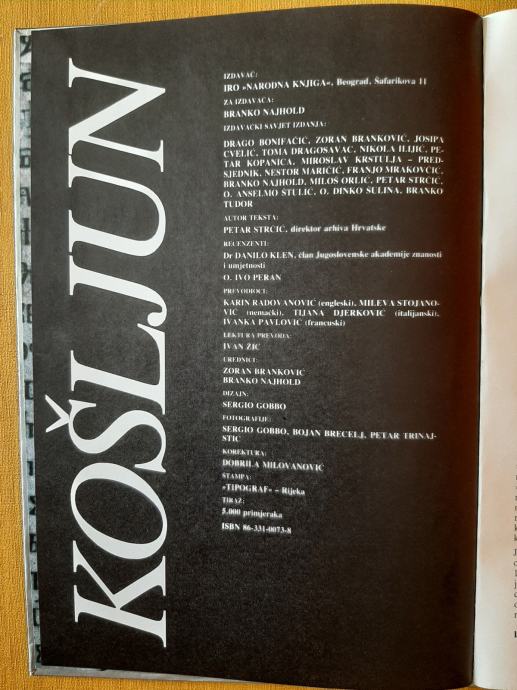 KOŠLJUN
IZDAVAČ:
IRO »NARODNA KNJIGA«, Beograd, Šafarikova 11
ZA IZDAVAČA:
BRANKO NAJHOLD
IZDAVAČKI SAVJET IZDANJA:
DRAGO BONIFAČIĆ, ZORAN BRANKOVIĆ, JOSIPA
CVELIĆ, TOMA DRAGOSAVAC, NIKOLA ILIJIĆ, PE-
TAR KOPANICA, MIROSLAV KRSTULJA – PRED-
SJEDNIK, NESTOR MARIČIĆ, FRANJO MRAKOVČIĆ,
BRANKO NAJHOLD, MILOŠ ORLIĆ, PETAR STRČIĆ,
O. ANSELMO STULIĆ, O. DINKO SULINA, BRANKO
TUDOR
AUTOR TEKSTA:
PETAR STRČIĆ, direktor arhiva Hrvatske
RECENZENTI:
Dr DANILO KLEN, član Jugoslovenske akademije znanosti
i umjetnosti
O. IVO PERAN
PREVODIOCI:
KARIN RADOVANOVIĆ (engleski), MILEVA STOJANO-
VIĆ (nemački), TIJANA DJERKOVIĆ (italijanski),
IVANKA PAVLOVIĆ (francuski)
LEKTURA PREVODA:
IVAN ŽIC
UREDNICI:
ZORAN BRANKOVIĆ
BRANKO NAJHOLD
DIZAJN:
SERGIO GOBBO
FOTOGRAFIJE:
SERGIO GOBBO, BOJAN BRECELJ, PETAR TRINAJ-
STIĆ
KOREKTURA:
DOBRILA MILOVANOVIĆ
ŠTAMPA:
»TIPOGRAF« – Rijeka
TIRAŽ:
5.000 primjeraka
ISBN 86-331-0073-8